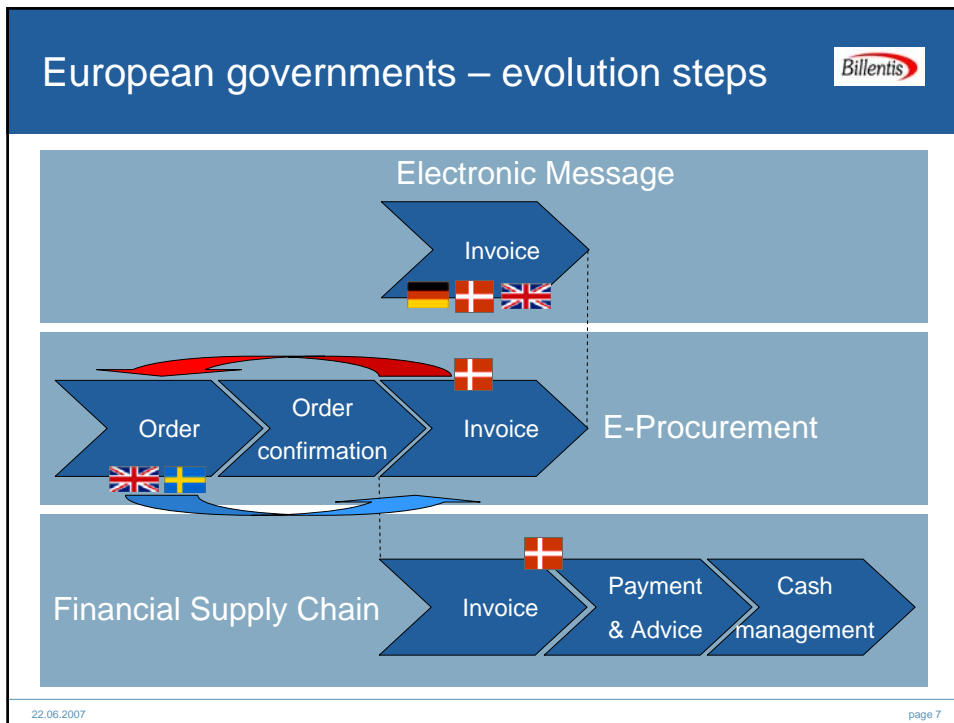 European governments – evolution steps
Billentis
Electronic Message
Invoice
Order
Order
confirmation
Invoice
E-Procurement
Financial Supply Chain
Invoice
Payment
& Advice
Cash
management
22.06.2007
page 7